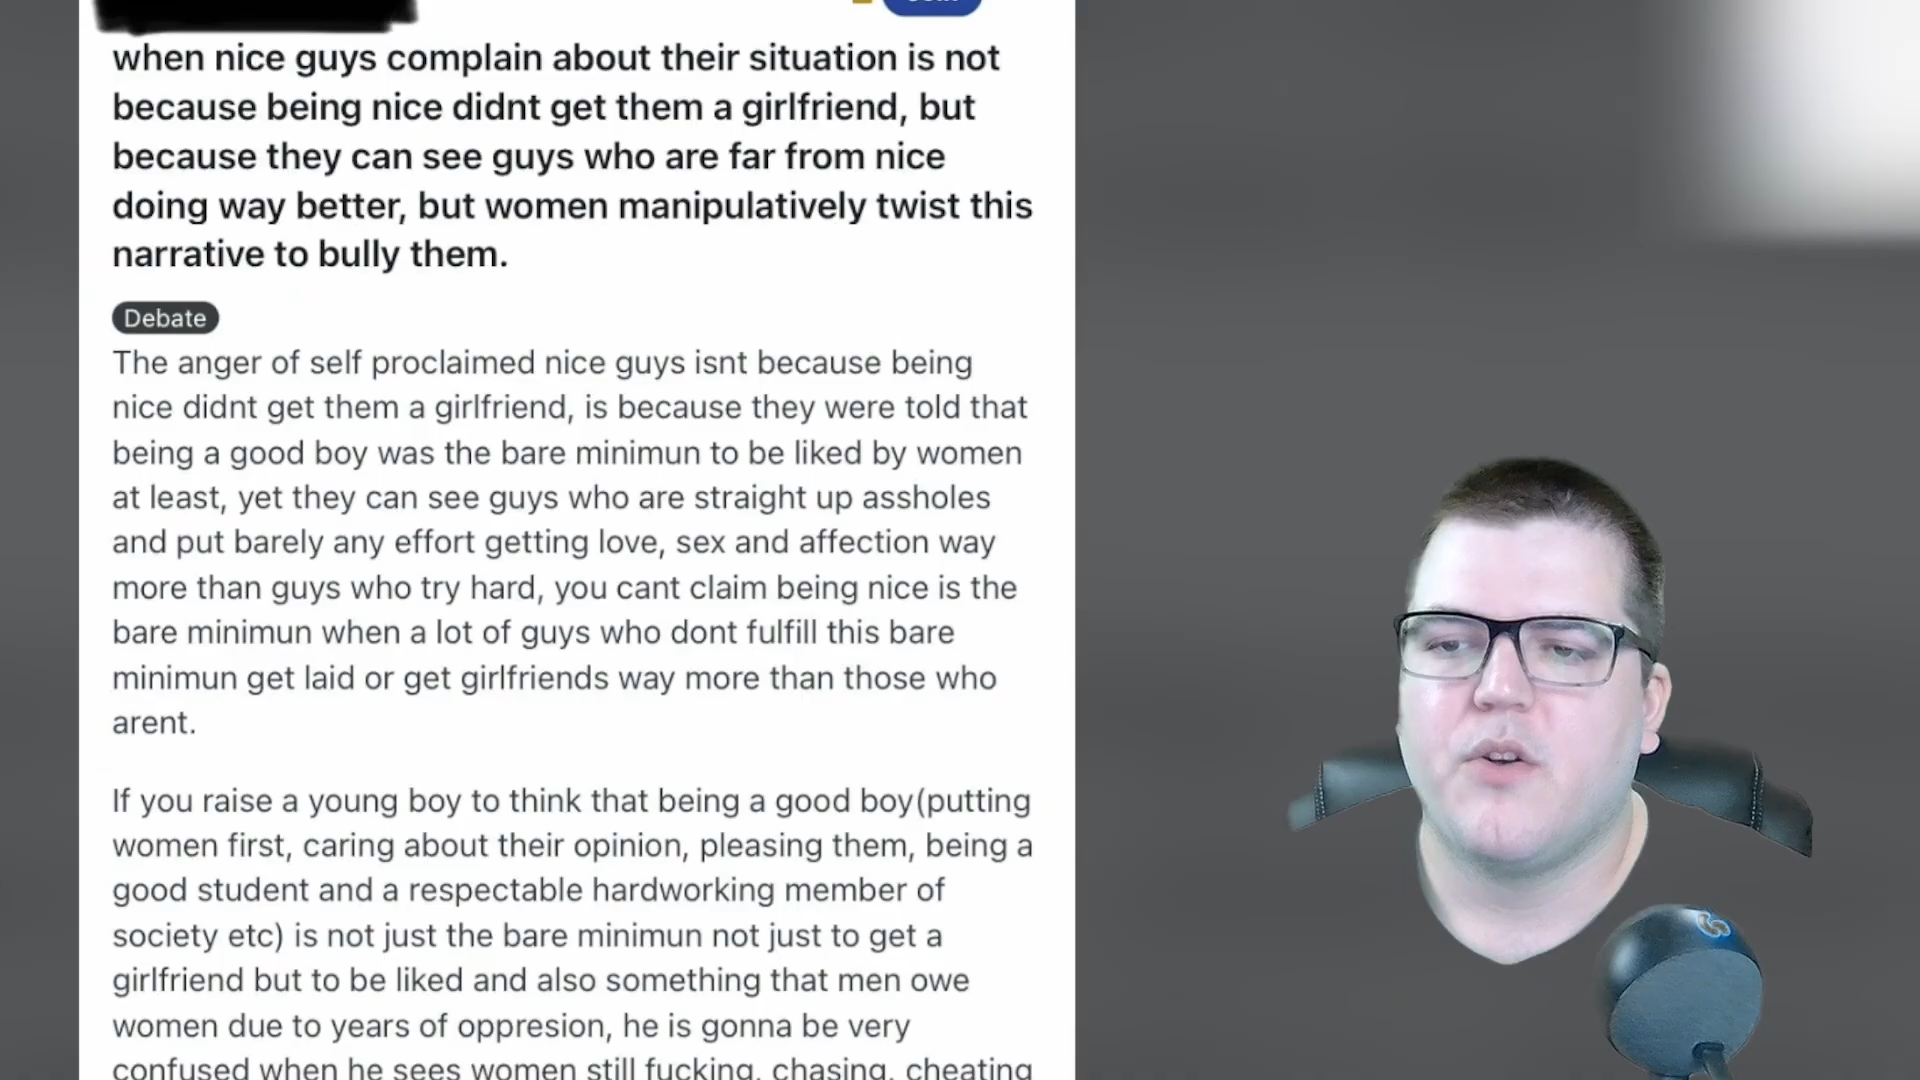 when nice guys complain about their situation is not
because being nice didnt get them a girlfriend, but
because they can see guys who are far from nice
doing way better, but women manipulatively twist this
narrative to bully them.
Debate
The anger of self proclaimed nice guys isnt because being
nice didnt get them a girlfriend, is because they were told that
being a good boy was the bare minimun to be liked by women
at least, yet they can see guys who are straight up assholes
and put barely any effort getting love, sex and affection way
more than guys who try hard, you cant claim being nice is the
bare minimun when a lot of guys who dont fulfill this bare
minimun get laid or get girlfriends way more than those who
arent.
If you raise a young boy to think that being a good boy(putting
women first, caring about their opinion, pleasing them, being a
good student and a respectable hardworking member of
society etc) is not just the bare minimun not just to get a
girlfriend but to be liked and also something that men owe
women due to years of oppresion, he is gonna be very
confused when he sees women still fucking, chasing, cheating